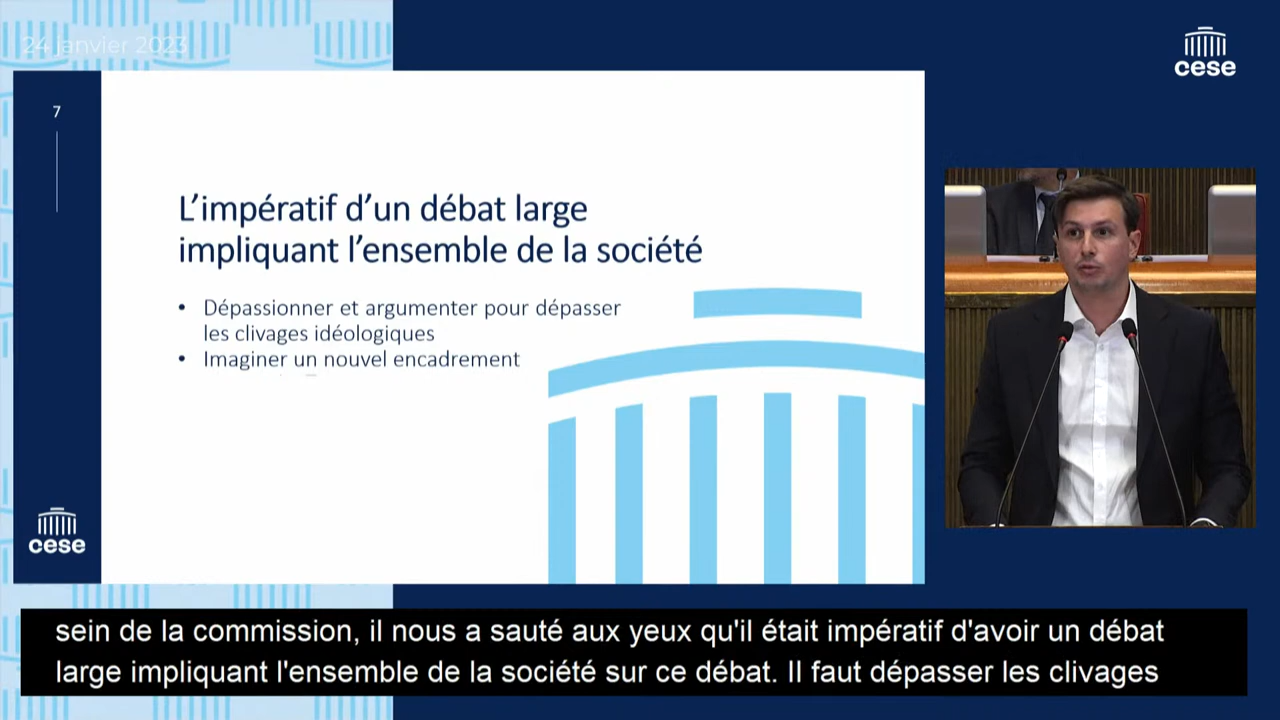 24 janvier 2023
cese
7
L'impératif d'un débat large
impliquant l'ensemble de la société
• Dépassionner et argumenter pour dépasser
les clivages idéologiques
• Imaginer un nouvel encadrement
cese
sein de la commission, il nous a sauté aux yeux qu'il était impératif d'avoir un débat
large impliquant l'ensemble de la société sur ce débat. Il faut dépasser les clivages